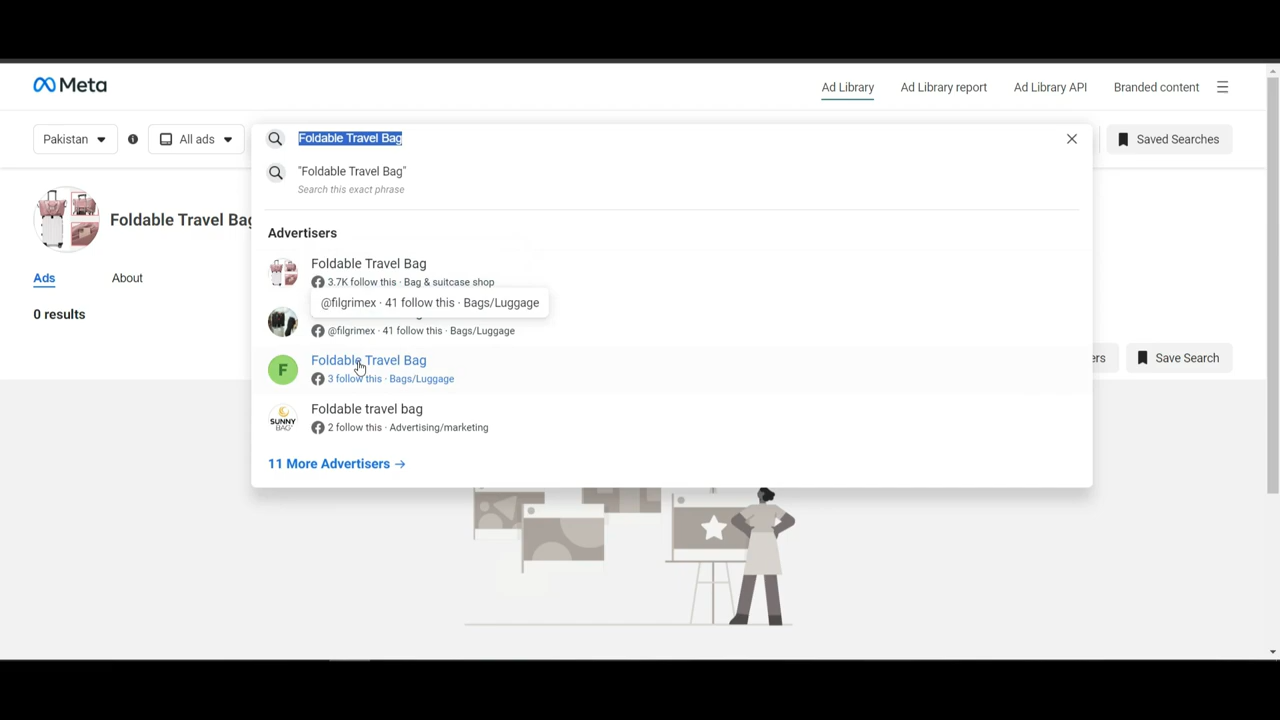 Meta
Ad Library
Ad Library report
Ad Library API
Branded content
Pakistan
All ads
Foldable Travel Bag
Saved Searches
"Foldable Travel Bag"
Search this exact phrase
Foldable Travel Bag
Advertisers
Foldable Travel Bag
3.7K follow this · Bag & suitcase shop
@filgrimex · 41 follow this · Bags/Luggage
@filgrimex · 41 follow this · Bags/Luggage
Ads
About
0 results
F
Foldable Travel Bag
3 follow this · Bags/Luggage
ers
Save Search
SUNNY BAG
Foldable travel bag
2 follow this · Advertising/marketing
11 More Advertisers →